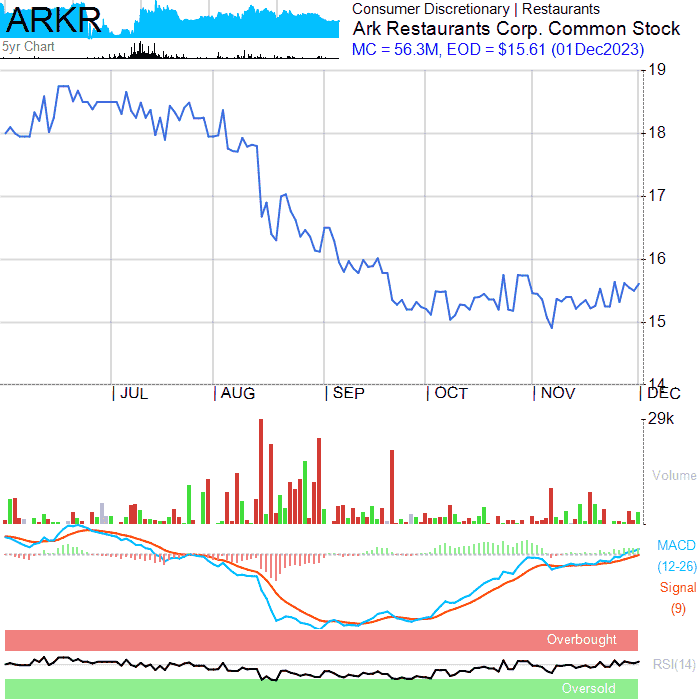 ARKR
5yr Chart
Consumer Discretionary | Restaurants
Ark Restaurants Corp. Common Stock
MC = 56.3M, EOD = $15.61 (01Dec2023)
19
18
17
16
15
14
JUL
AUG
SEP
OCT
NOV
DEC
29k
Volume
MACD
(12-26)
Signal
(9)
Overbought
RSI(14)
Oversold